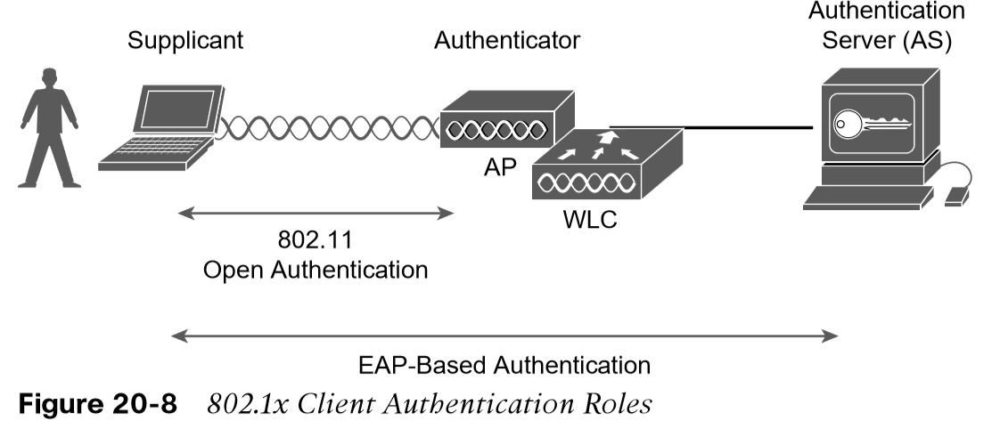 Supplicant
Authenticator
Authentication
Server (AS)
AP
WLC
802.11
Open Authentication
EAP-Based Authentication
Figure 20-8 802.1x Client Authentication Roles